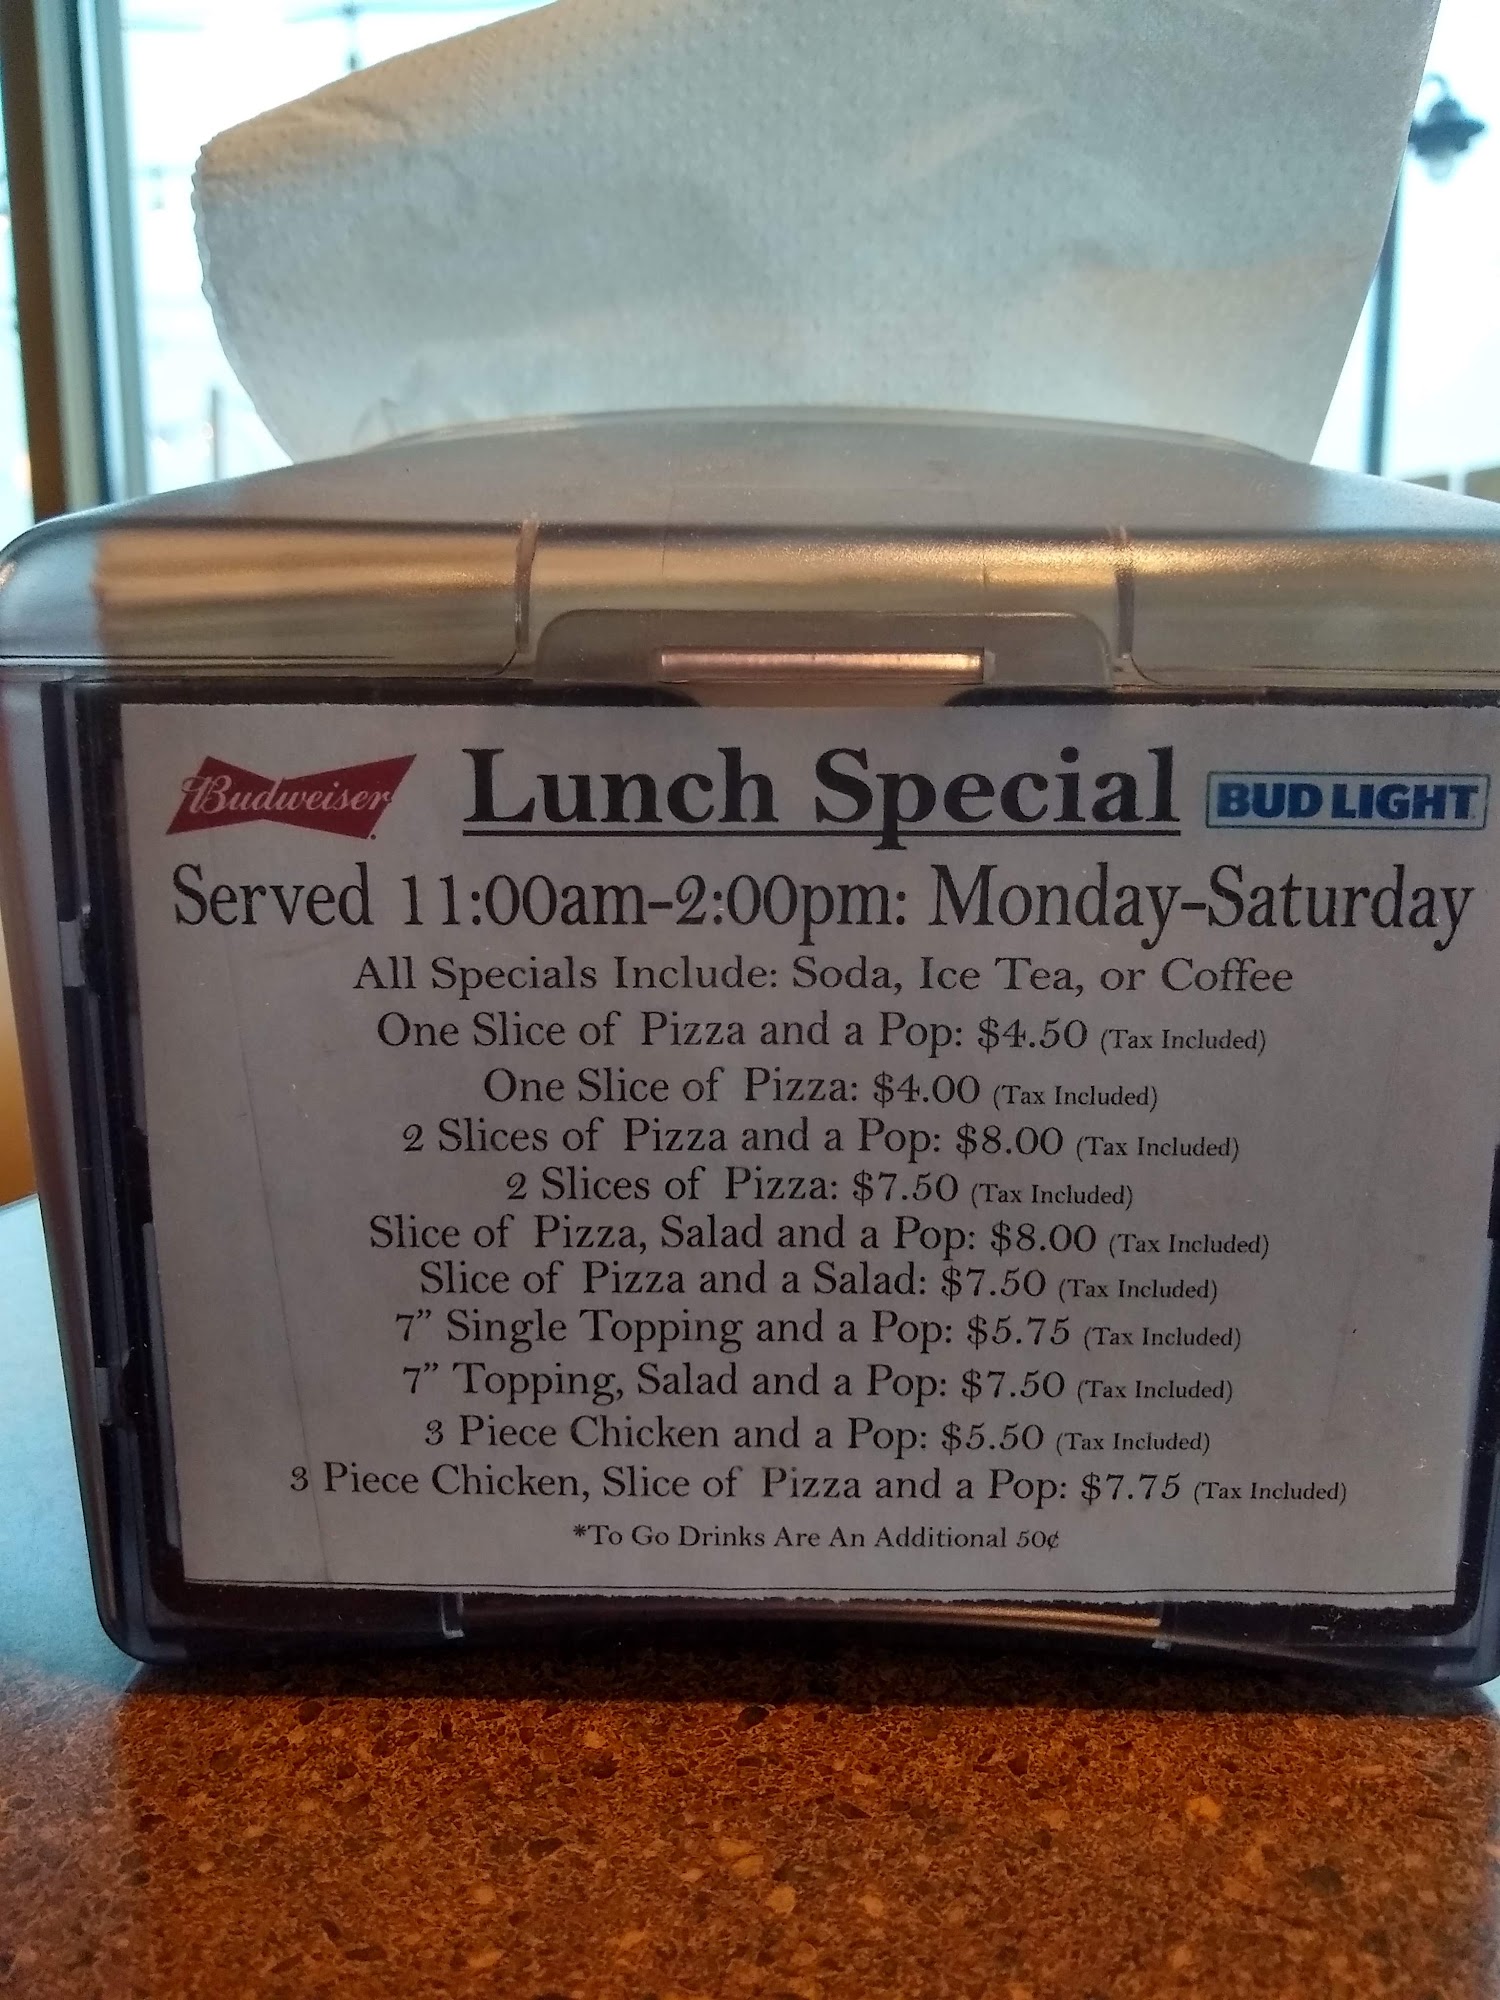 Budweiser Lunch Special BUD LIGHT
Served 11:00am-2:00pm: Monday-Saturday
All Specials Include: Soda, Ice Tea, or Coffee
One Slice of Pizza and a Pop: $4.50 (Tax Included)
One Slice of Pizza: $4.00 (Tax Included)
2 Slices of Pizza and a Pop: $8.00 (Tax Included)
2 Slices of Pizza: $7.50 (Tax Included)
Slice of Pizza, Salad and a Pop: $8.00 (Tax Included)
Slice of Pizza and a Salad: $7.50 (Tax Included)
7” Single Topping and a Pop: $5.75 (Tax Included)
7” Topping, Salad and a Pop: $7.50 (Tax Included)
3 Piece Chicken and a Pop: $5.50 (Tax Included)
3 Piece Chicken, Slice of Pizza and a Pop: $7.75 (Tax Included)
*To Go Drinks Are An Additional 50¢